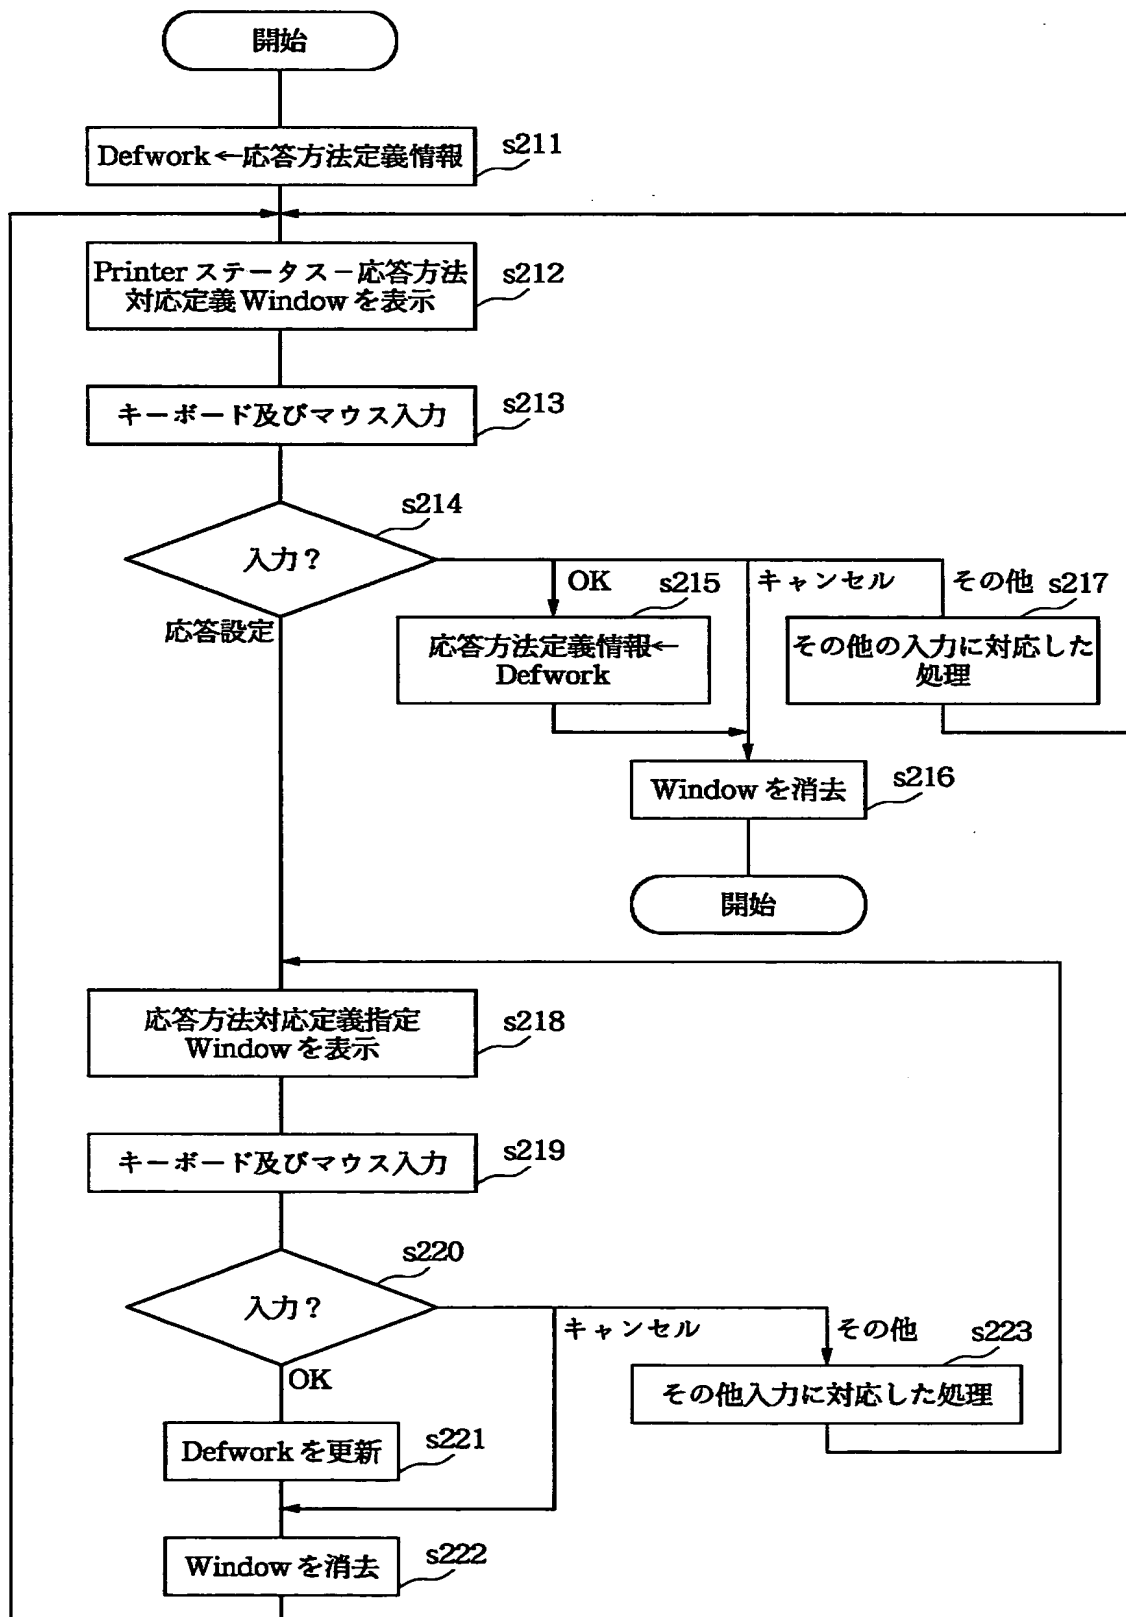 開始
Defwork←応答方法定義情報
s211
Printer ステータス－応答方法
対応定義 Window を表示
s212
キーボード及びマウス入力
s213
s214
入力？
応答設定
OK
s215
キャンセル
その他
s217
応答方法定義情報←
Defwork
その他の入力に対応した
処理
Window を消去
s216
開始
応答方法対応定義指定
Window を表示
s218
キーボード及びマウス入力
s219
s220
入力？
キャンセル
その他
s223
OK
その他入力に対応した処理
Defwork を更新
s221
Window を消去
s222